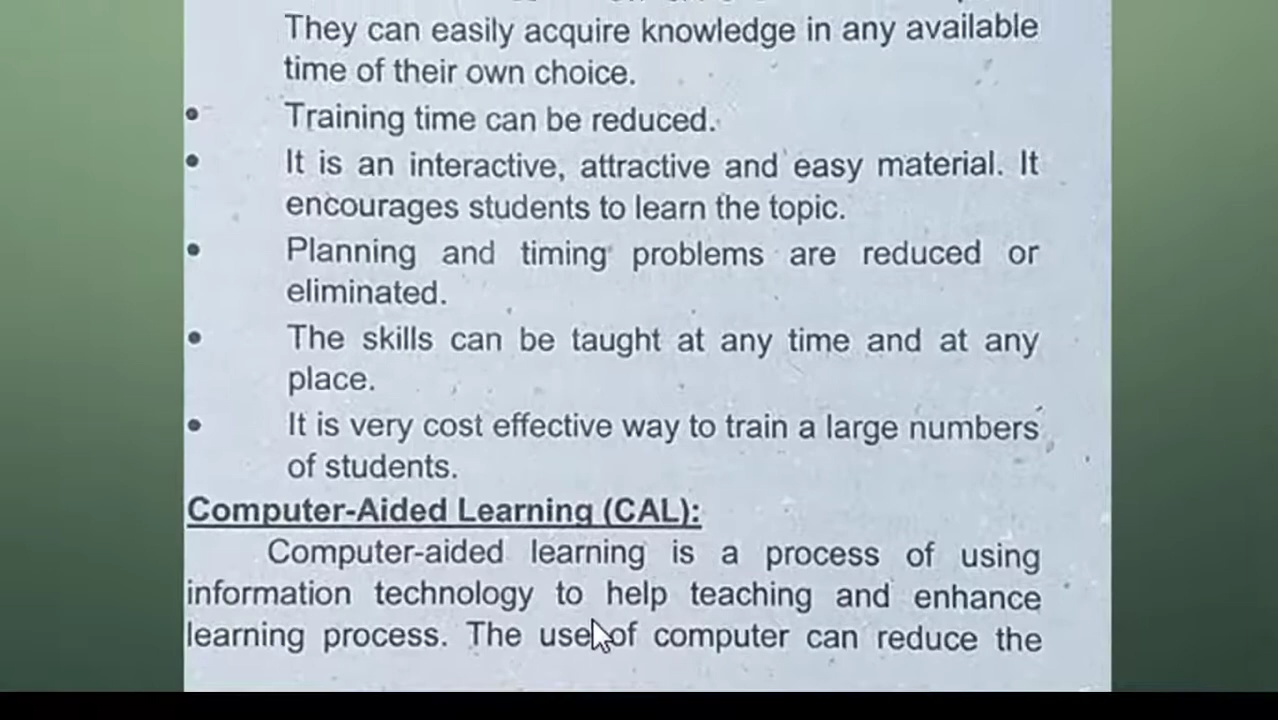 They can easily acquire knowledge in any available
time of their own choice.
• Training time can be reduced.
• It is an interactive, attractive and easy material. It
encourages students to learn the topic.
• Planning and timing problems are reduced or
eliminated.
• The skills can be taught at any time and at any
place.
• It is very cost effective way to train a large numbers
of students.
Computer-Aided Learning (CAL):
Computer-aided learning is a process of using
information technology to help teaching and enhance
learning process. The use of computer can reduce the